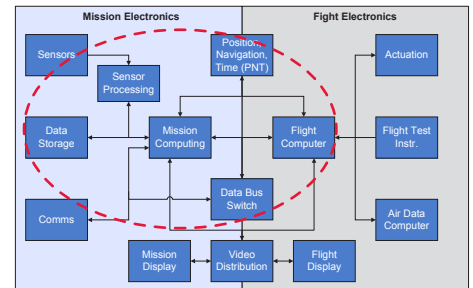 Mission Electronics
Fight Electronics
Sensors
Position,
Navigation,
Time (PNT)
Actuation
Sensor
Processing
Data
Storage
Mission
Computing
Flight
Computer
Flight Test
Instr.
Comms
Data Bus
Switch
Air Data
Computer
Mission
Display
Video
Distribution
Flight
Display